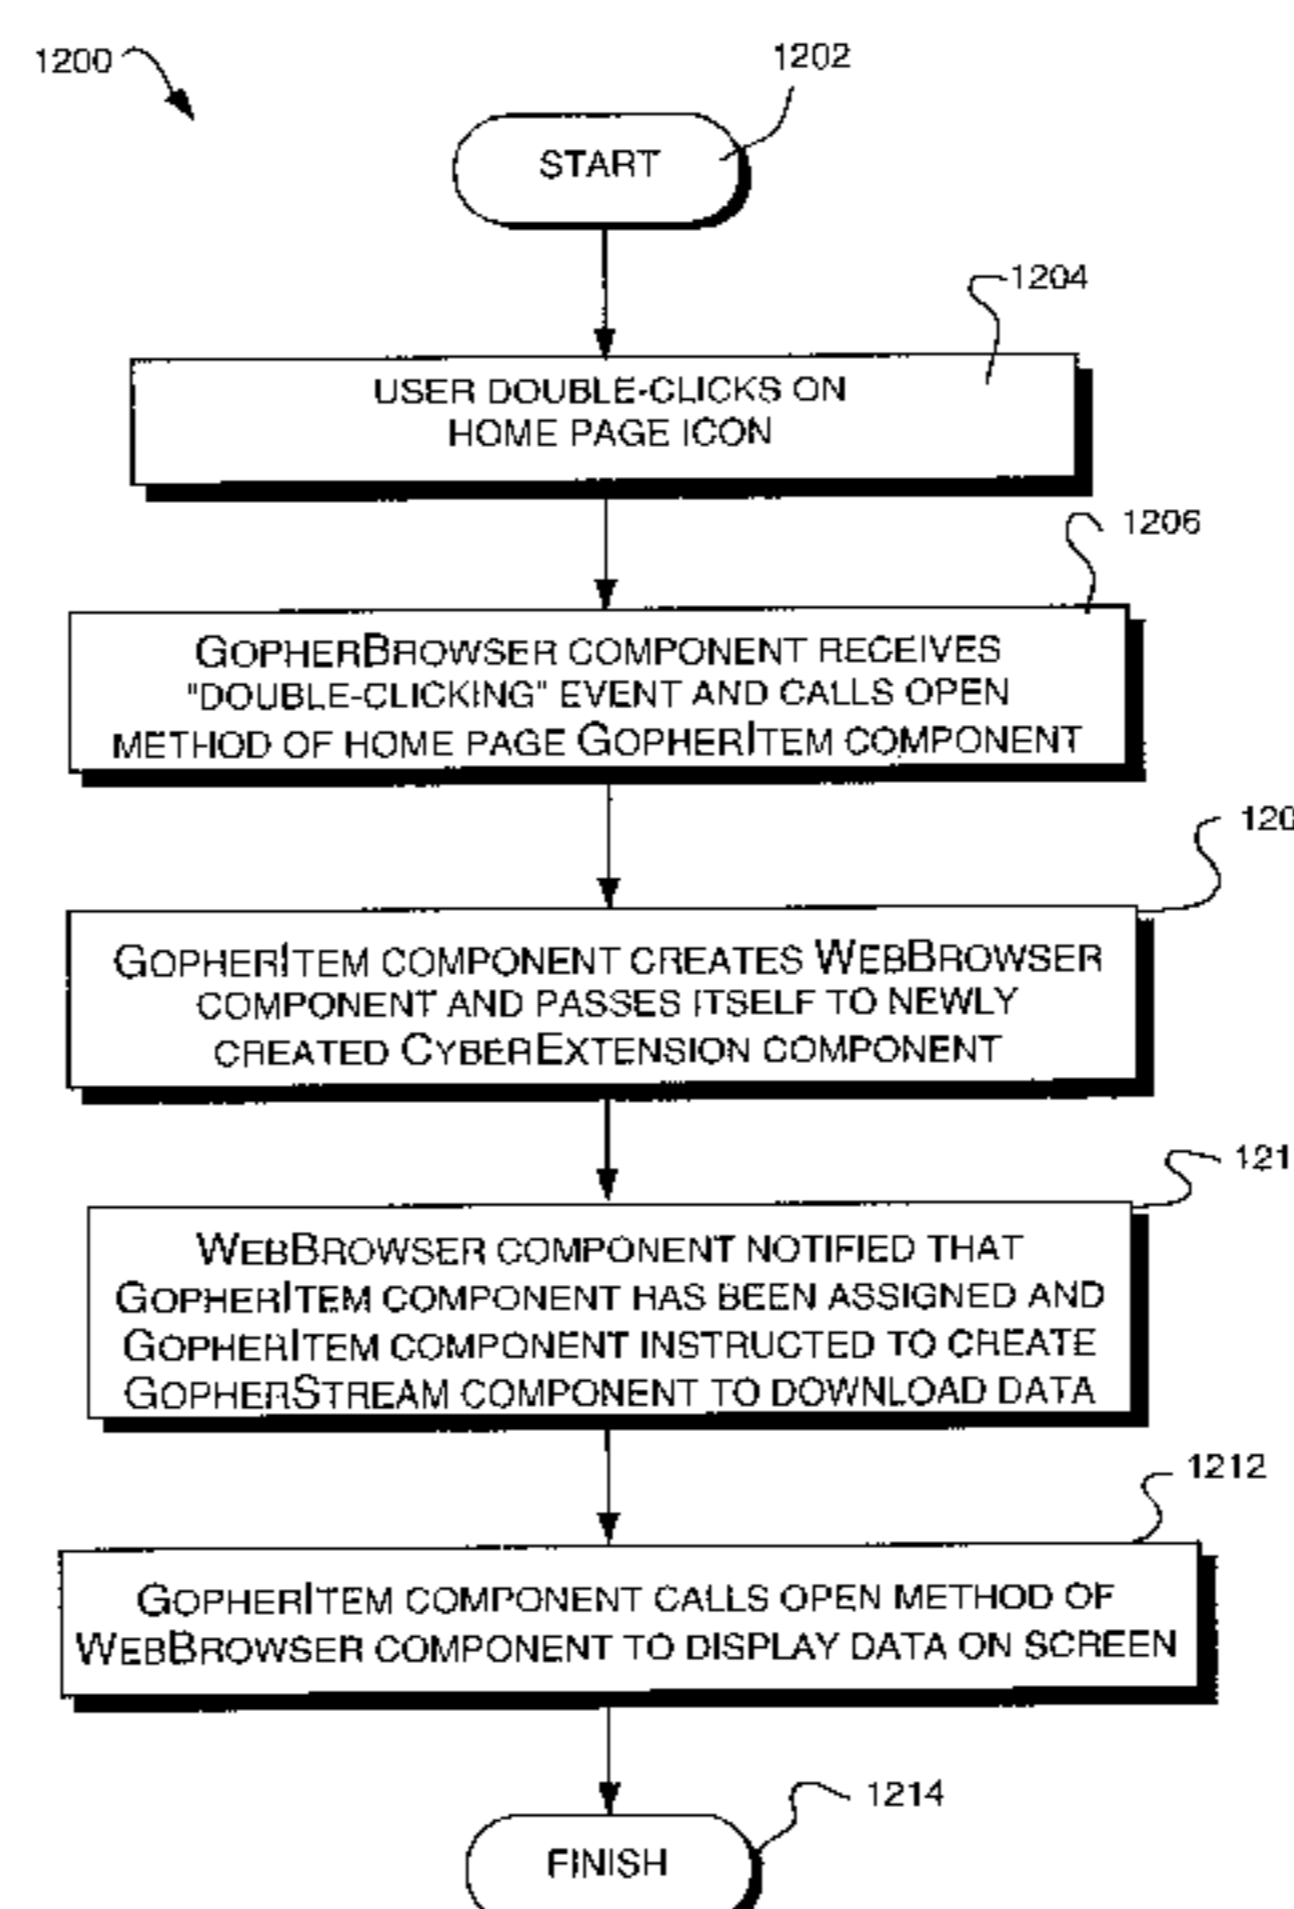 1200
1202
START
1204
USER DOUBLE-CLICKS ON
HOME PAGE ICON
1206
GOPHERBROWSER COMPONENT RECEIVES
"DOUBLE-CLICKING" EVENT AND CALLS OPEN
METHOD OF HOME PAGE GOPHERITEM COMPONENT
120
GOPHERITEM COMPONENT CREATES WEBBROWSER
COMPONENT AND PASSES ITSELF TO NEWLY
CREATED CYBEREXTENSION COMPONENT
121
WEBBROWSER COMPONENT NOTIFIED THAT
GOPHERITEM COMPONENT HAS BEEN ASSIGNED AND
GOPHERITEM COMPONENT INSTRUCTED TO CREATE
GOPHERSTREAM COMPONENT TO DOWNLOAD DATA
1212
GOPHERITEM COMPONENT CALLS OPEN METHOD OF
WEBBROWSER COMPONENT TO DISPLAY DATA ON SCREEN
1214
FINISH